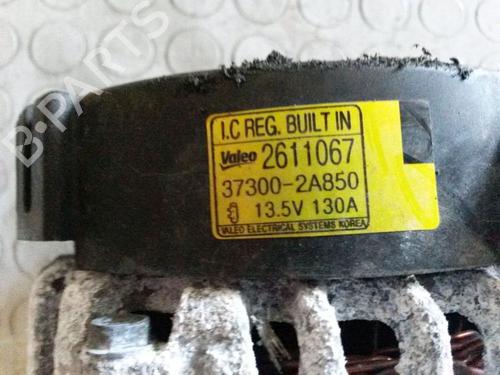 I.C REG. BUILT IN
Valeo 2611067
37300-2A850
13.5V 130A
VALEO ELECTRICAL SYSTEMS KOREA
B-PARTS